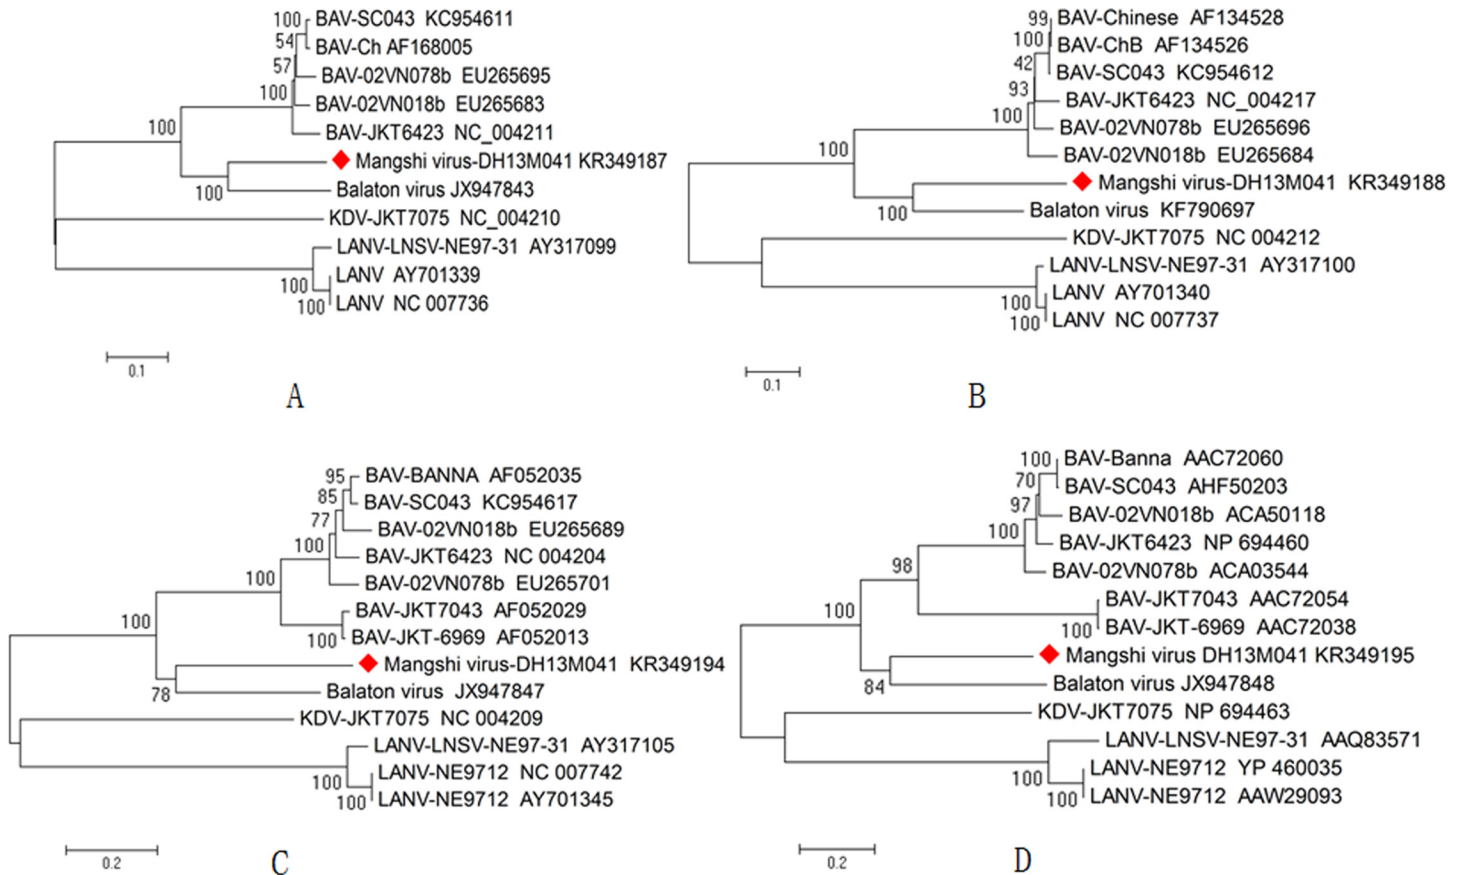 100
BAV-SC043 KC954611
54
BAV-Ch AF168005
57
BAV-02VN078b EU265695
100
BAV-02VN018b EU265683
BAV-JKT6423 NC_004211
100
Mangshi virus-DH13M041 KR349187
100
Balaton virus JX947843
KDV-JKT7075 NC_004210
LANV-LNSV-NE97-31 AY317099
100
LANV AY701339
100
LANV NC 007736
0.1
A
99
BAV-Chinese AF134528
100
BAV-ChB AF134526
42
BAV-SC043 KC954612
93
BAV-JKT6423 NC_004217
100
BAV-02VN078b EU265696
BAV-02VN018b EU265684
100
Mangshi virus-DH13M041 KR349188
100
Balaton virus KF790697
KDV-JKT7075 NC 004212
LANV-LNSV-NE97-31 AY317100
100
LANV AY701340
100
LANV NC 007737
0.1
B
95
BAV-BANNA AF052035
85
BAV-SC043 KC954617
77
BAV-02VN018b EU265689
100
BAV-JKT6423 NC 004204
100
BAV-02VN078b EU265701
BAV-JKT7043 AF052029
100
BAV-JKT-6969 AF052013
100
Mangshi virus-DH13M041 KR349194
78
Balaton virus JX947847
KDV-JKT7075 NC 004209
LANV-LNSV-NE97-31 AY317105
100
LANV-NE9712 NC 007742
100
LANV-NE9712 AY701345
0.2
C
100
BAV-Banna AAC72060
70
BAV-SC043 AHF50203
97
BAV-02VN018b ACA50118
100
BAV-JKT6423 NP 694460
98
BAV-02VN078b ACA03544
BAV-JKT7043 AAC72054
100
BAV-JKT-6969 AAC72038
100
Mangshi virus DH13M041 KR349195
84
Balaton virus JX947848
KDV-JKT7075 NP 694463
LANV-LNSV-NE97-31 AAQ83571
100
LANV-NE9712 YP 460035
100
LANV-NE9712 AAW29093
0.2
D